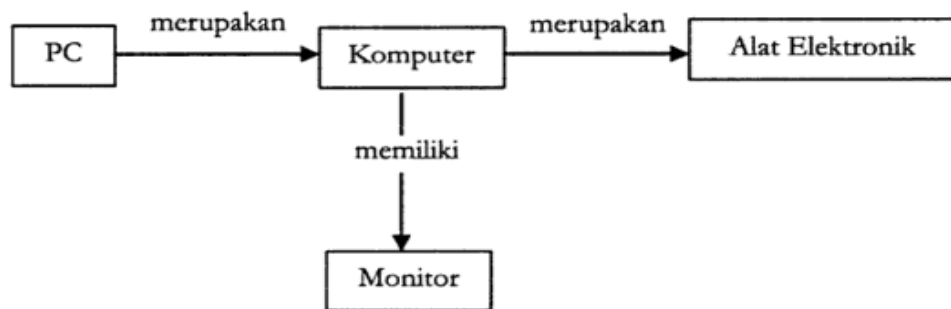 merupakan
merupakan
PC
Komputer
Alat Elektronik
memiliki
Monitor